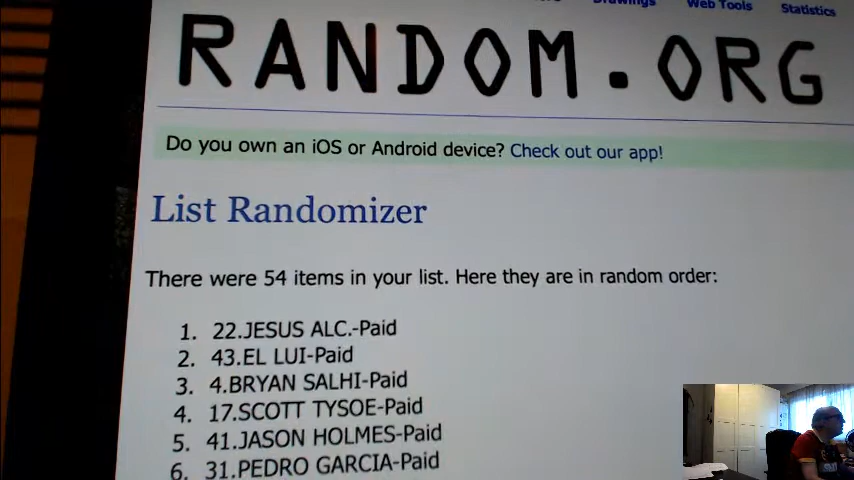 Drawings Web Tools Statistics
RANDOM.ORG
Do you own an iOS or Android device? Check out our app!
List Randomizer
There were 54 items in your list. Here they are in random order:
1. 22.JESUS ALC.-Paid
2. 43.EL LUI-Paid
3. 4.BRYAN SALHI-Paid
4. 17.SCOTT TYSOE-Paid
5. 41.JASON HOLMES-Paid
6. 31.PEDRO GARCIA-Paid